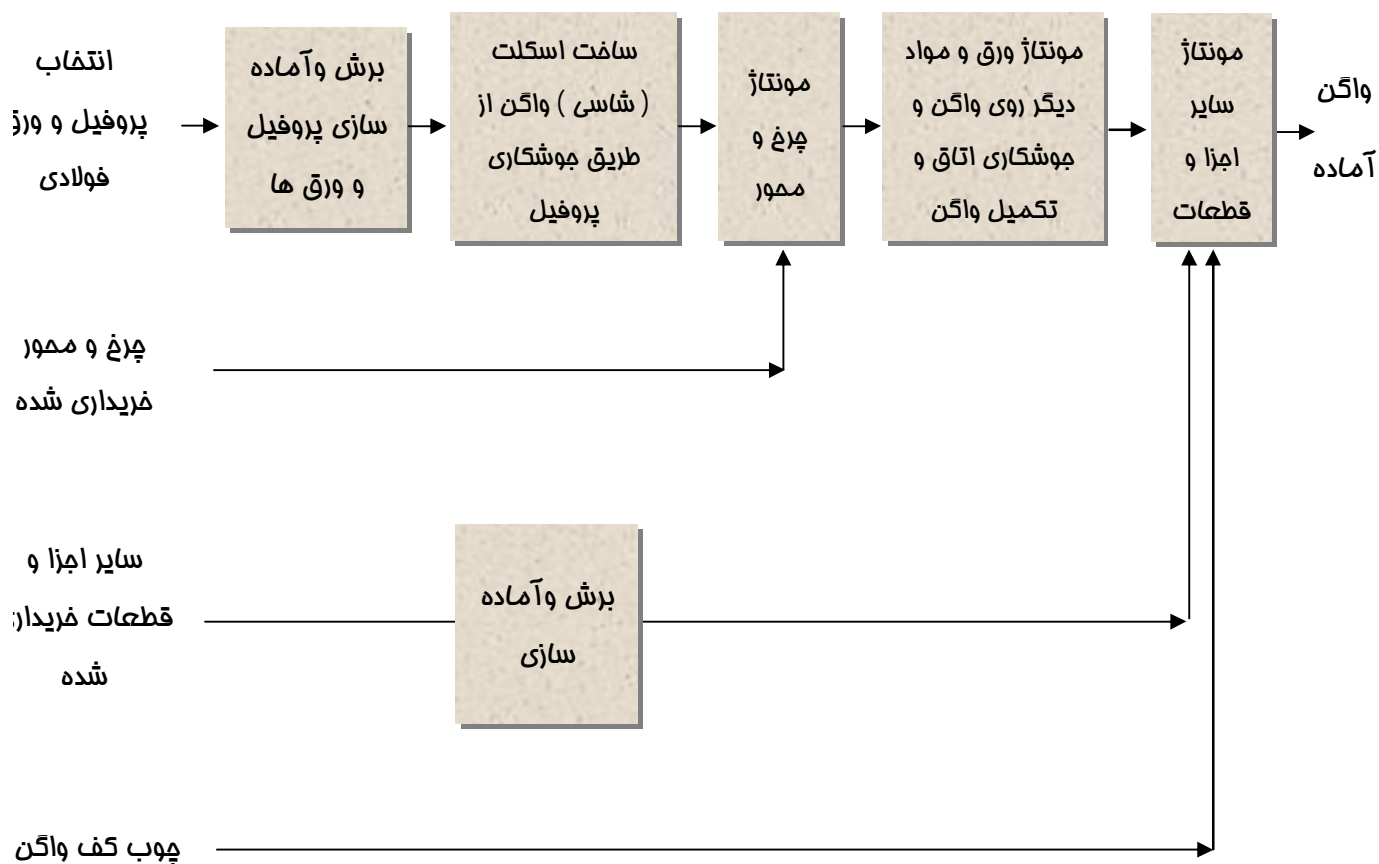 انتخاب
پروفیل و ورق
فولادی
برش وآماده
سازی پروفیل
و ورق ها
ساخت اسکلت
( شاسی ) واگن از
طریق جوشکاری
پروفیل
مونتاژ
چرخ و
محور
مونتاژ ورق و مواد
دیگر روی واگن و
جوشکاری اتاق و
تکمیل واگن
مونتاژ
سایر
اجزا و
قطعات
واگن
آماده
چرخ و محور
خریداری شده
سایر اجزا و
قطعات خریداری
شده
برش وآماده
سازی
چوب کف واگن